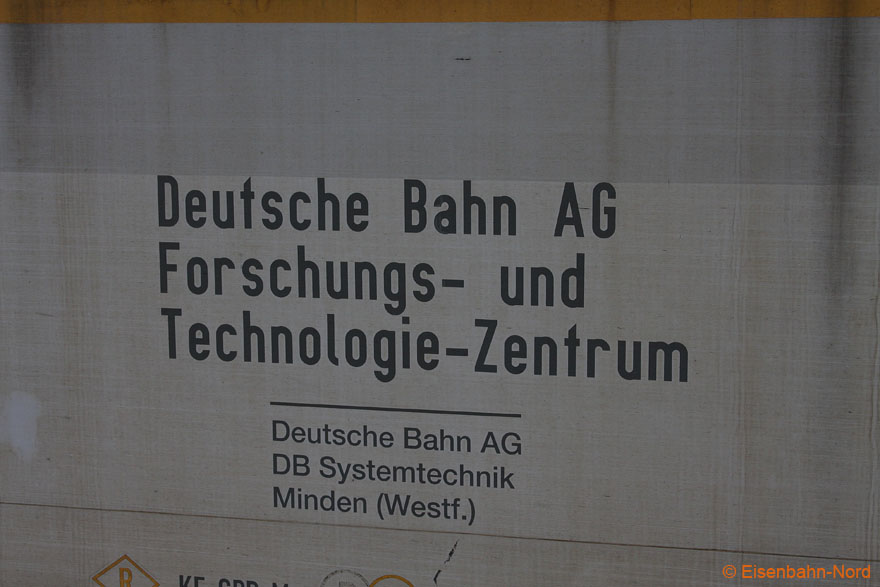 Deutsche Bahn AG
Forschungs- und
Technologie-Zentrum
Deutsche Bahn AG
DB Systemtechnik
Minden (Westf.)
R
© Eisenbahn-Nord